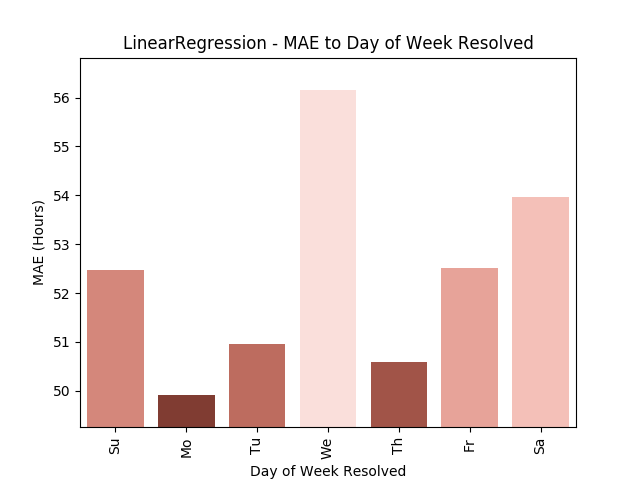 LinearRegression - MAE to Day of Week Resolved
56
55
54
53
52
51
50
MAE (Hours)
Su
Mo
Tu
We
Th
Fr
Sa
Day of Week Resolved